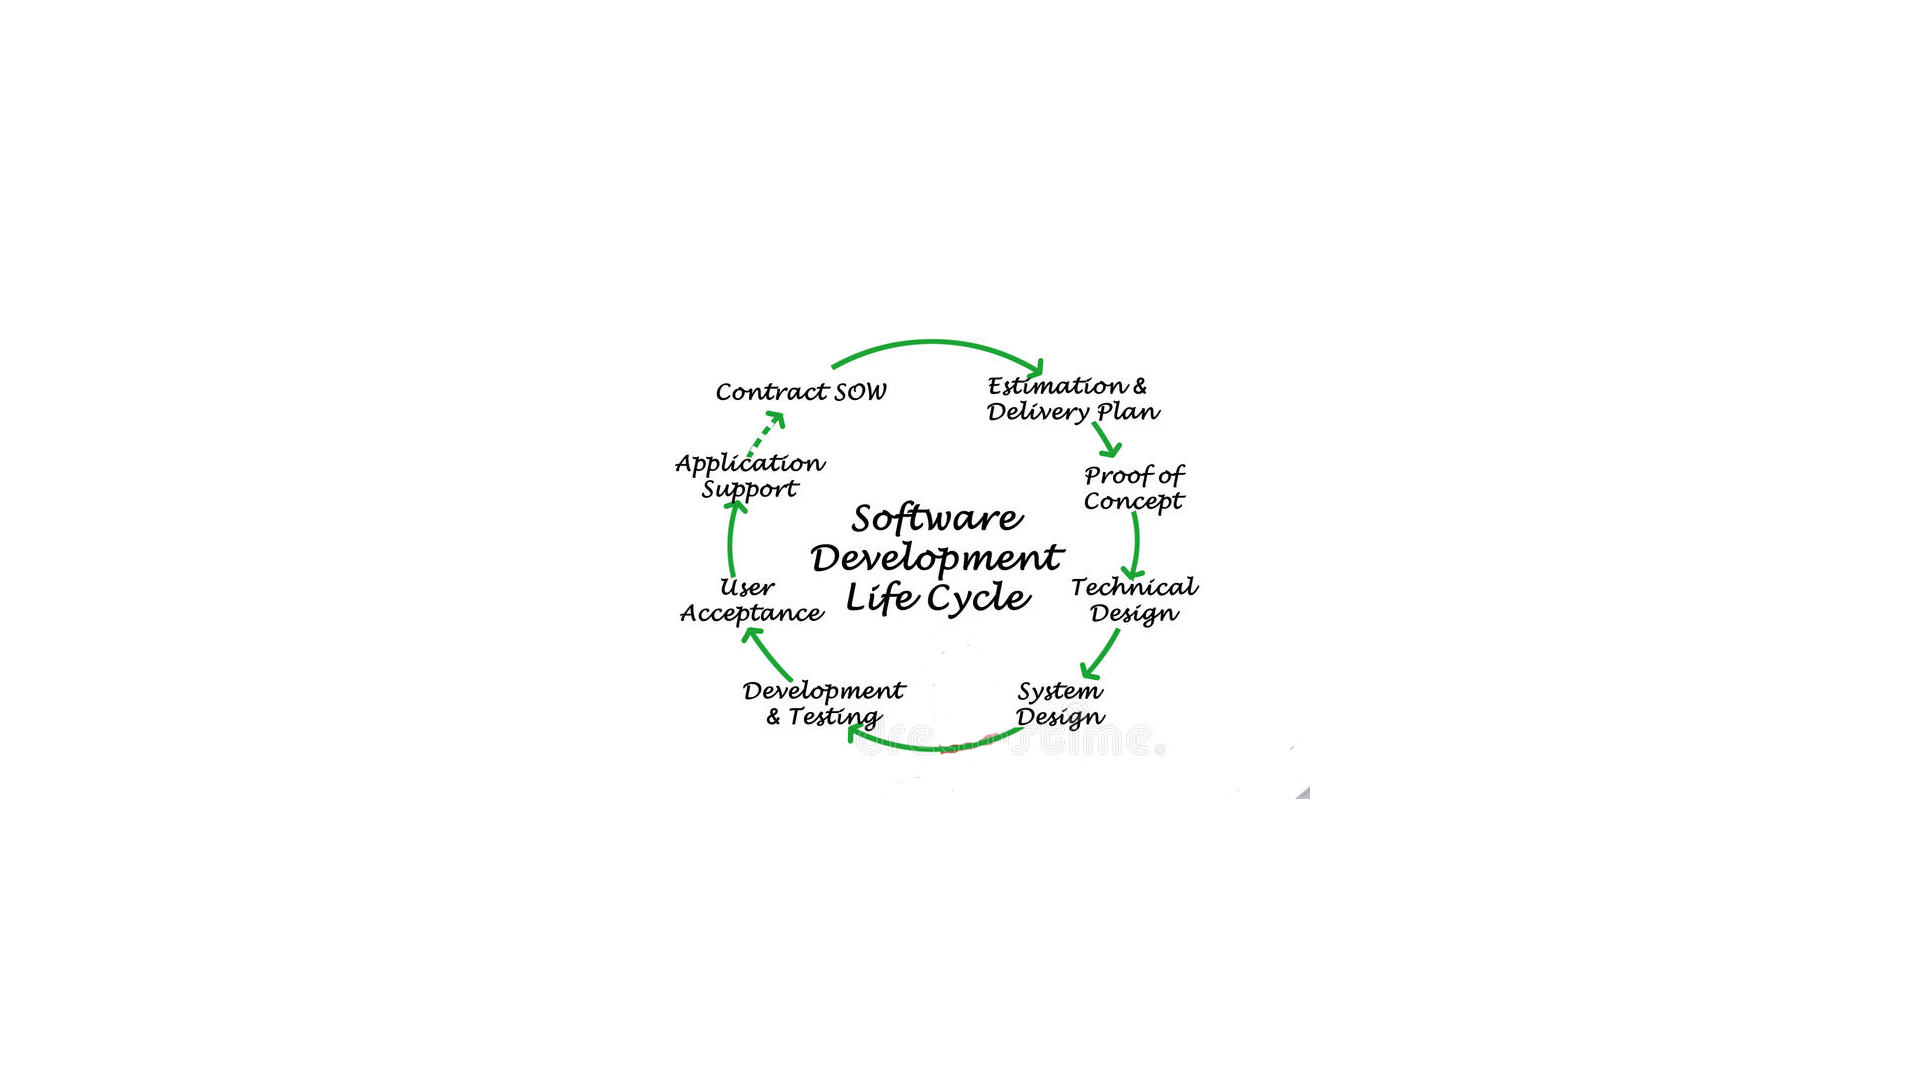 Contract SOW
Estimation &
Delivery Plan
Proof of
Concept
Technical
Design
System
Design
Development
& Testing
User
Acceptance
Application
Support
Software
Development
Life Cycle